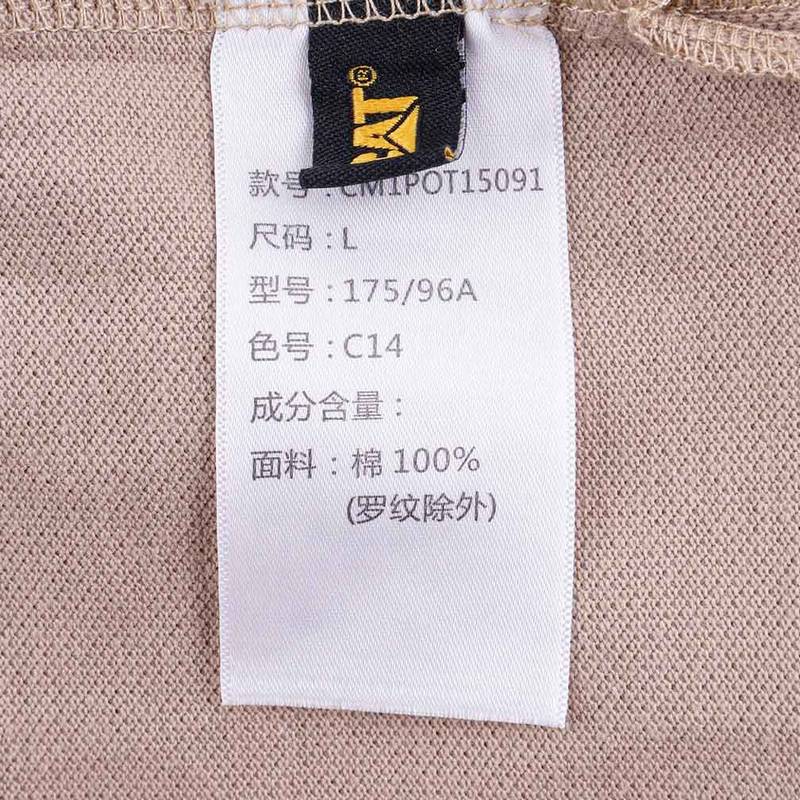 CAT®
款号：CM1POT15091
尺码：L
型号：175/96A
色号：C14
成分含量：
面料：棉 100%
(罗纹除外)